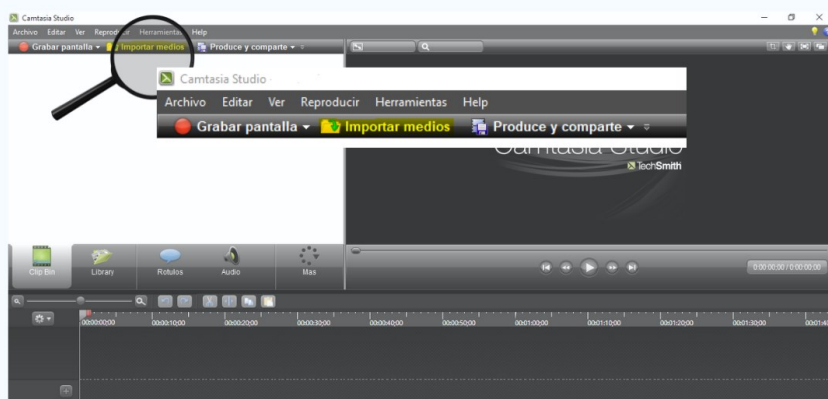 Camtasia Studio
Archivo Editar Ver Reproducir Herramientas Help
Grabar pantalla Importar medios Produce y comparte
Camtasia Studio
Archivo Editar Ver Reproducir Herramientas Help
Grabar pantalla Importar medios Produce y comparte
Camtasia Studio
TechSmith
Clip Bin Library Rotulos Audio Mas
0:00:00;00 / 0:00:00;00
00:00:00;00 00:00:10;00 00:00:20;00 00:00:30;00 00:00:40;00 00:00:50;00 00:01:00;00 00:01:10;00 00:01:20;00 00:01:30;00